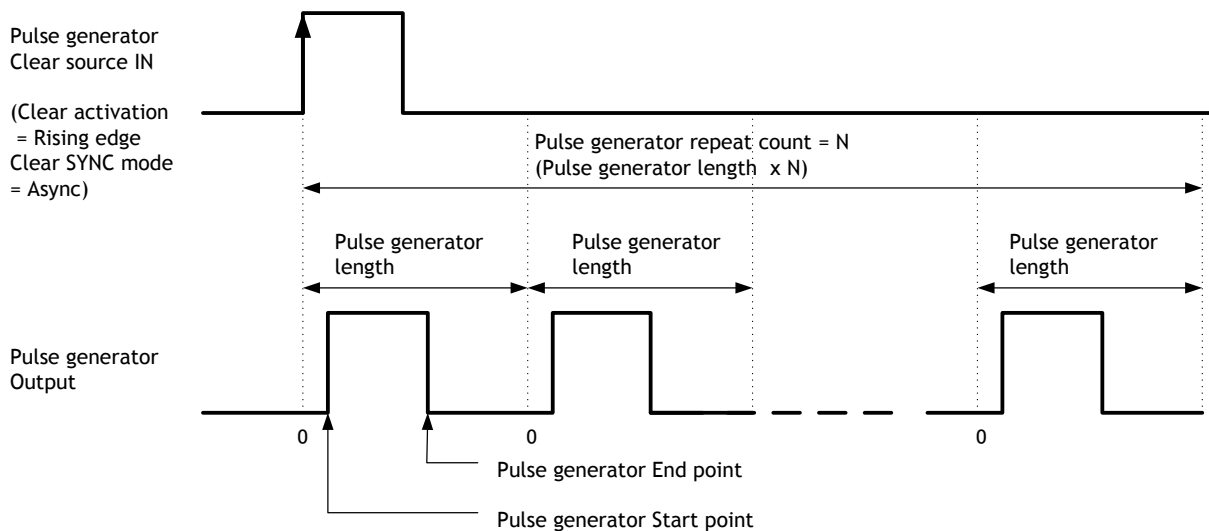 Pulse generator
Clear source IN
(Clear activation
= Rising edge
Clear SYNC mode
= Async)
Pulse generator repeat count = N
(Pulse generator length x N)
Pulse generator
length
Pulse generator
length
Pulse generator
length
Pulse generator
Output
0
0
0
Pulse generator End point
Pulse generator Start point